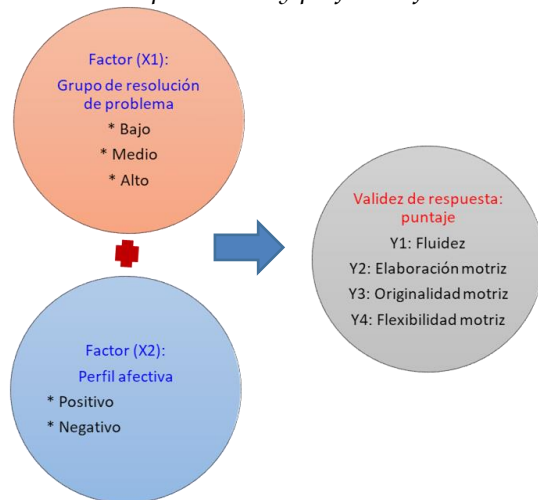 Factor (X1):
Grupo de resolución
de problema
* Bajo
* Medio
* Alto
Validez de respuesta:
puntaje
Y1: Fluidez
Y2: Elaboración motriz
Y3: Originalidad motriz
Y4: Flexibilidad motriz
Factor (X2):
Perfil afectiva
* Positivo
* Negativo